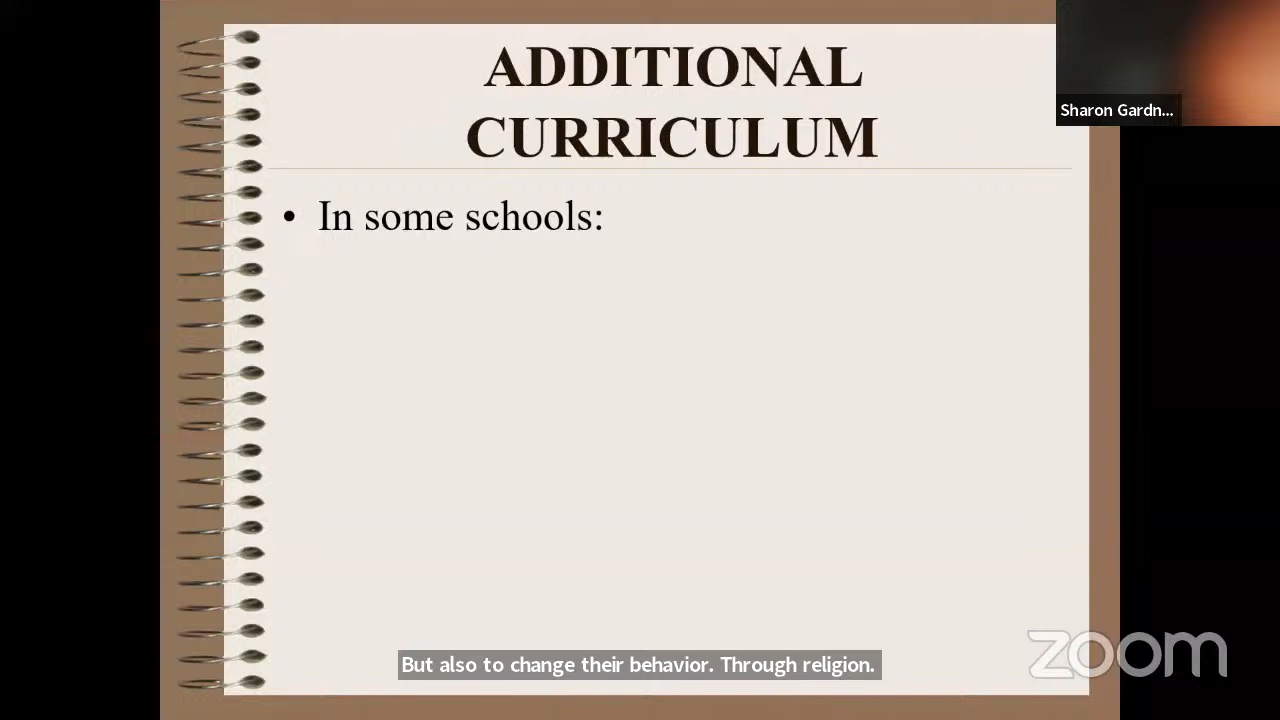 ADDITIONAL
CURRICULUM
Sharon Gardn...
• In some schools:
But also to change their behavior. Through religion.
zoom